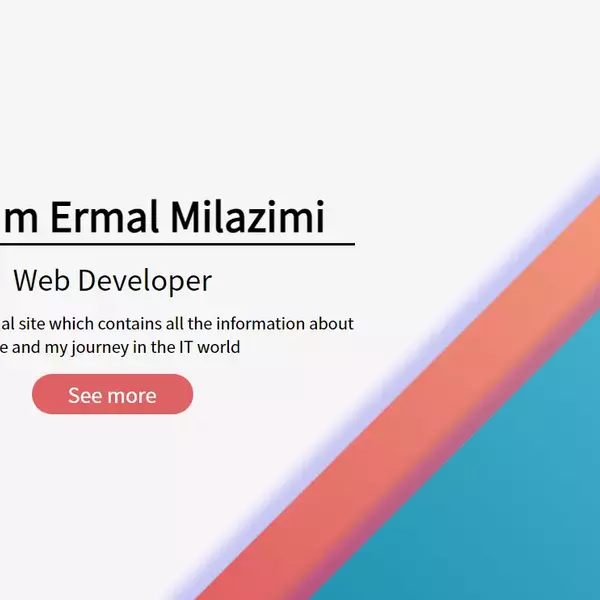 m Ermal Milazimi
Web Developer
al site which contains all the information about
e and my journey in the IT world
See more